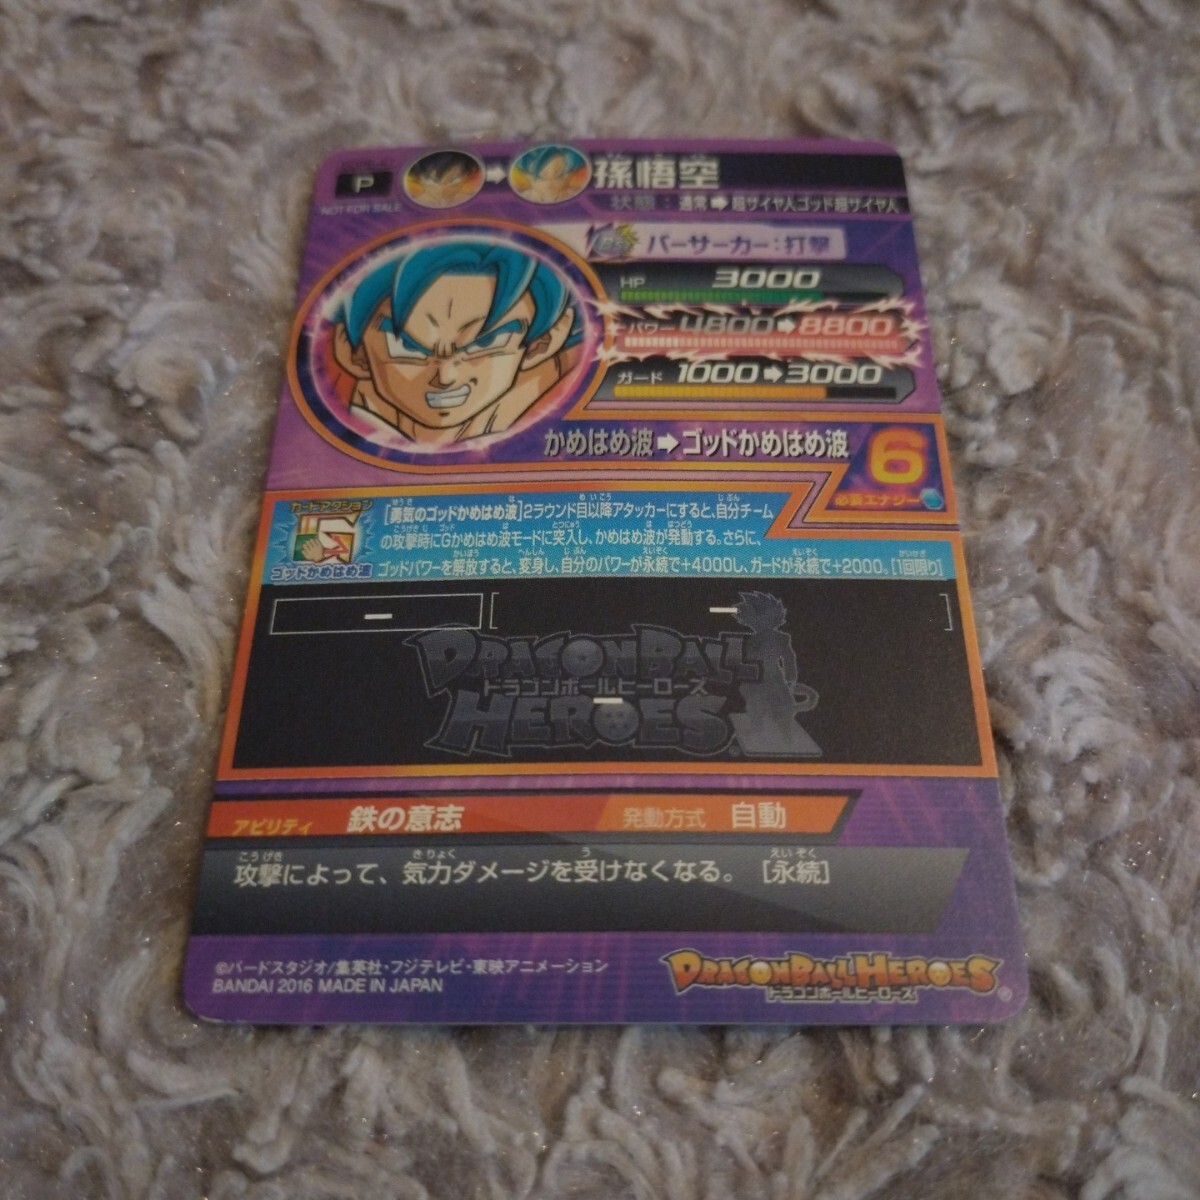 P
NOT FOR SALE
孫悟空
状態：通常➡超サイヤ人ゴッド超サイヤ人
バーサーカー：打撃
HP 3000
パワー 4800➡8800
ガード 1000➡3000
かめはめ波➡ゴッドかめはめ波
6
必要エナジー
カードアクション
ゴッドかめはめ波
[勇気のゴッドかめはめ波]2ラウンド目以降アタッカーにすると、自分チーム
の攻撃時にGかめはめ波モードに突入し、かめはめ波が発動する。さらに、
ゴッドパワーを解放すると、変身し、自分のパワーが永続で+4000し、ガードが永続で+2000。[1回限り]
ー
[ ー ]
DRAGON BALL
ドラゴンボールヒーローズ
ー
HEROES
アビリティ 鉄の意志 発動方式 自動
攻撃によって、気力ダメージを受けなくなる。[永続]
©バードスタジオ/集英社・フジテレビ・東映アニメーション
BANDAI 2016 MADE IN JAPAN
DRAGON BALL HEROES
ドラゴンボールヒーローズ